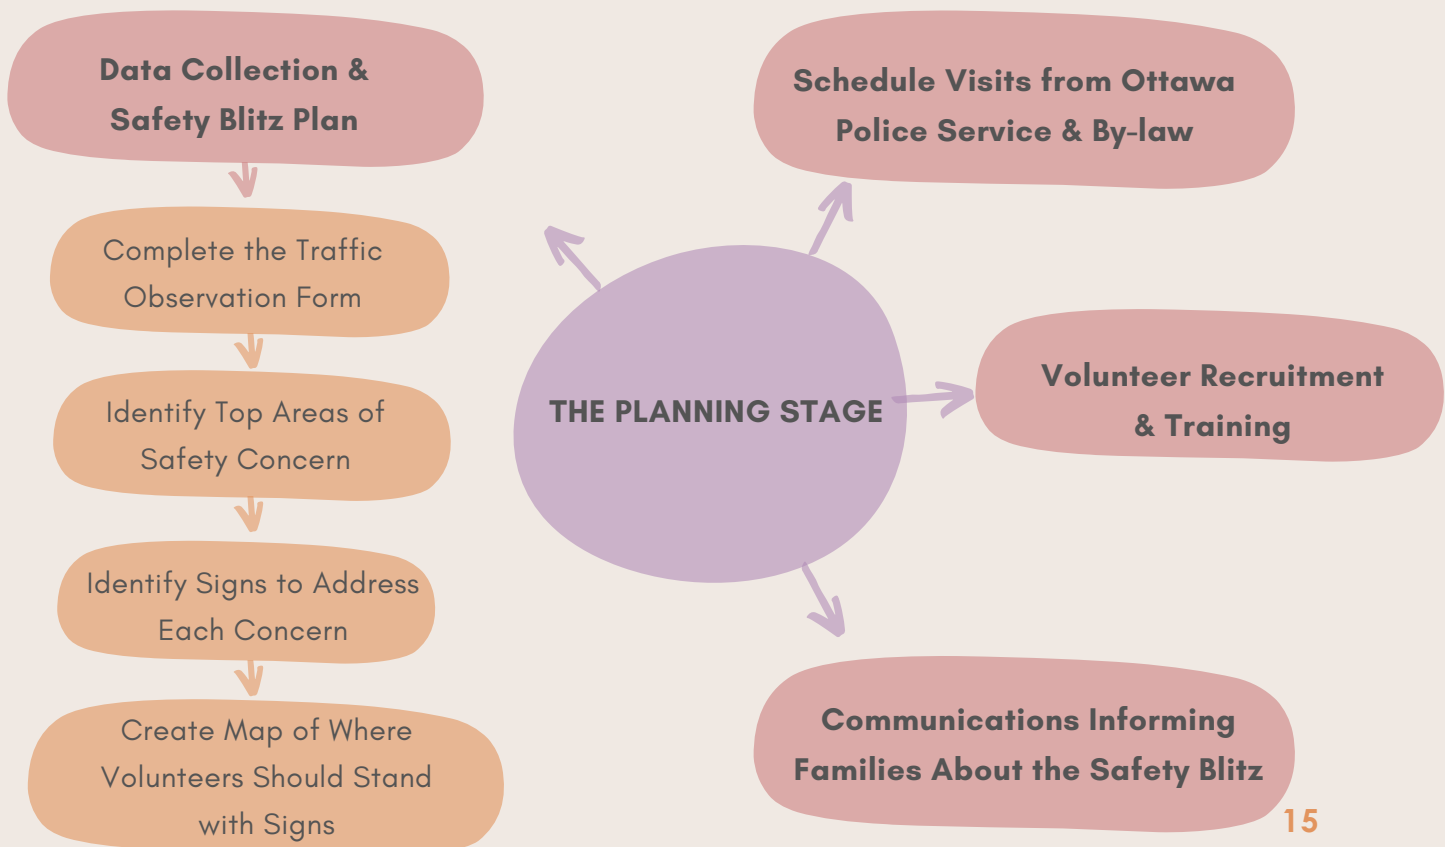 Data Collection &
Safety Blitz Plan
Complete the Traffic
Observation Form
Identify Top Areas of
Safety Concern
Identify Signs to Address
Each Concern
Create Map of Where
Volunteers Should Stand
with Signs
THE PLANNING STAGE
Schedule Visits from Ottawa
Police Service & By-law
Volunteer Recruitment
& Training
Communications Informing
Families About the Safety Blitz
15